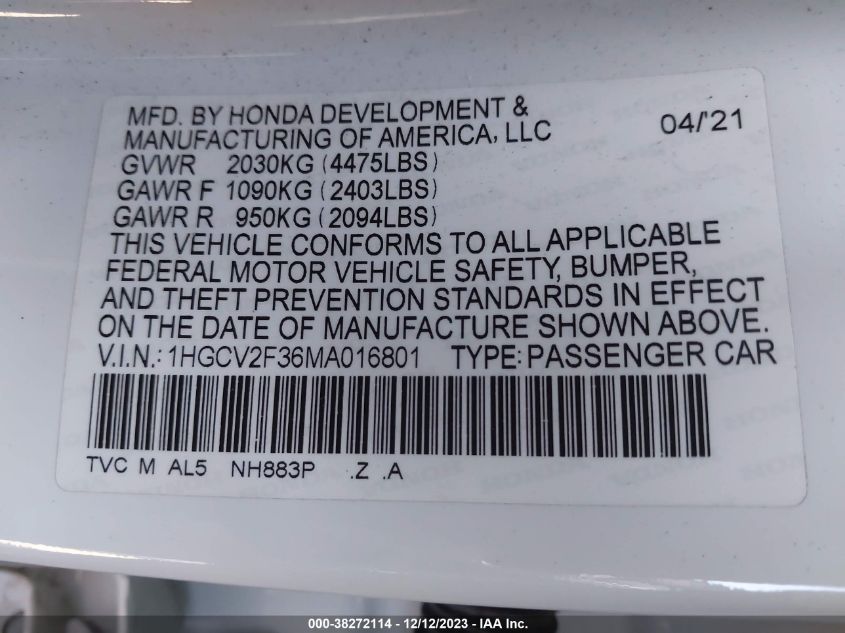 MFD. BY HONDA DEVELOPMENT &
MANUFACTURING OF AMERICA, LLC 04/'21
GVWR 2030KG (4475LBS)
GAWR F 1090KG (2403LBS)
GAWR R 950KG (2094LBS)
THIS VEHICLE CONFORMS TO ALL APPLICABLE
FEDERAL MOTOR VEHICLE SAFETY, BUMPER,
AND THEFT PREVENTION STANDARDS IN EFFECT
ON THE DATE OF MANUFACTURE SHOWN ABOVE.
V.I.N.: 1HGCV2F36MA016801 TYPE: PASSENGER CAR
TVC M AL5 NH883P .Z .A
000-38272114 - 12/12/2023 - IAA Inc.